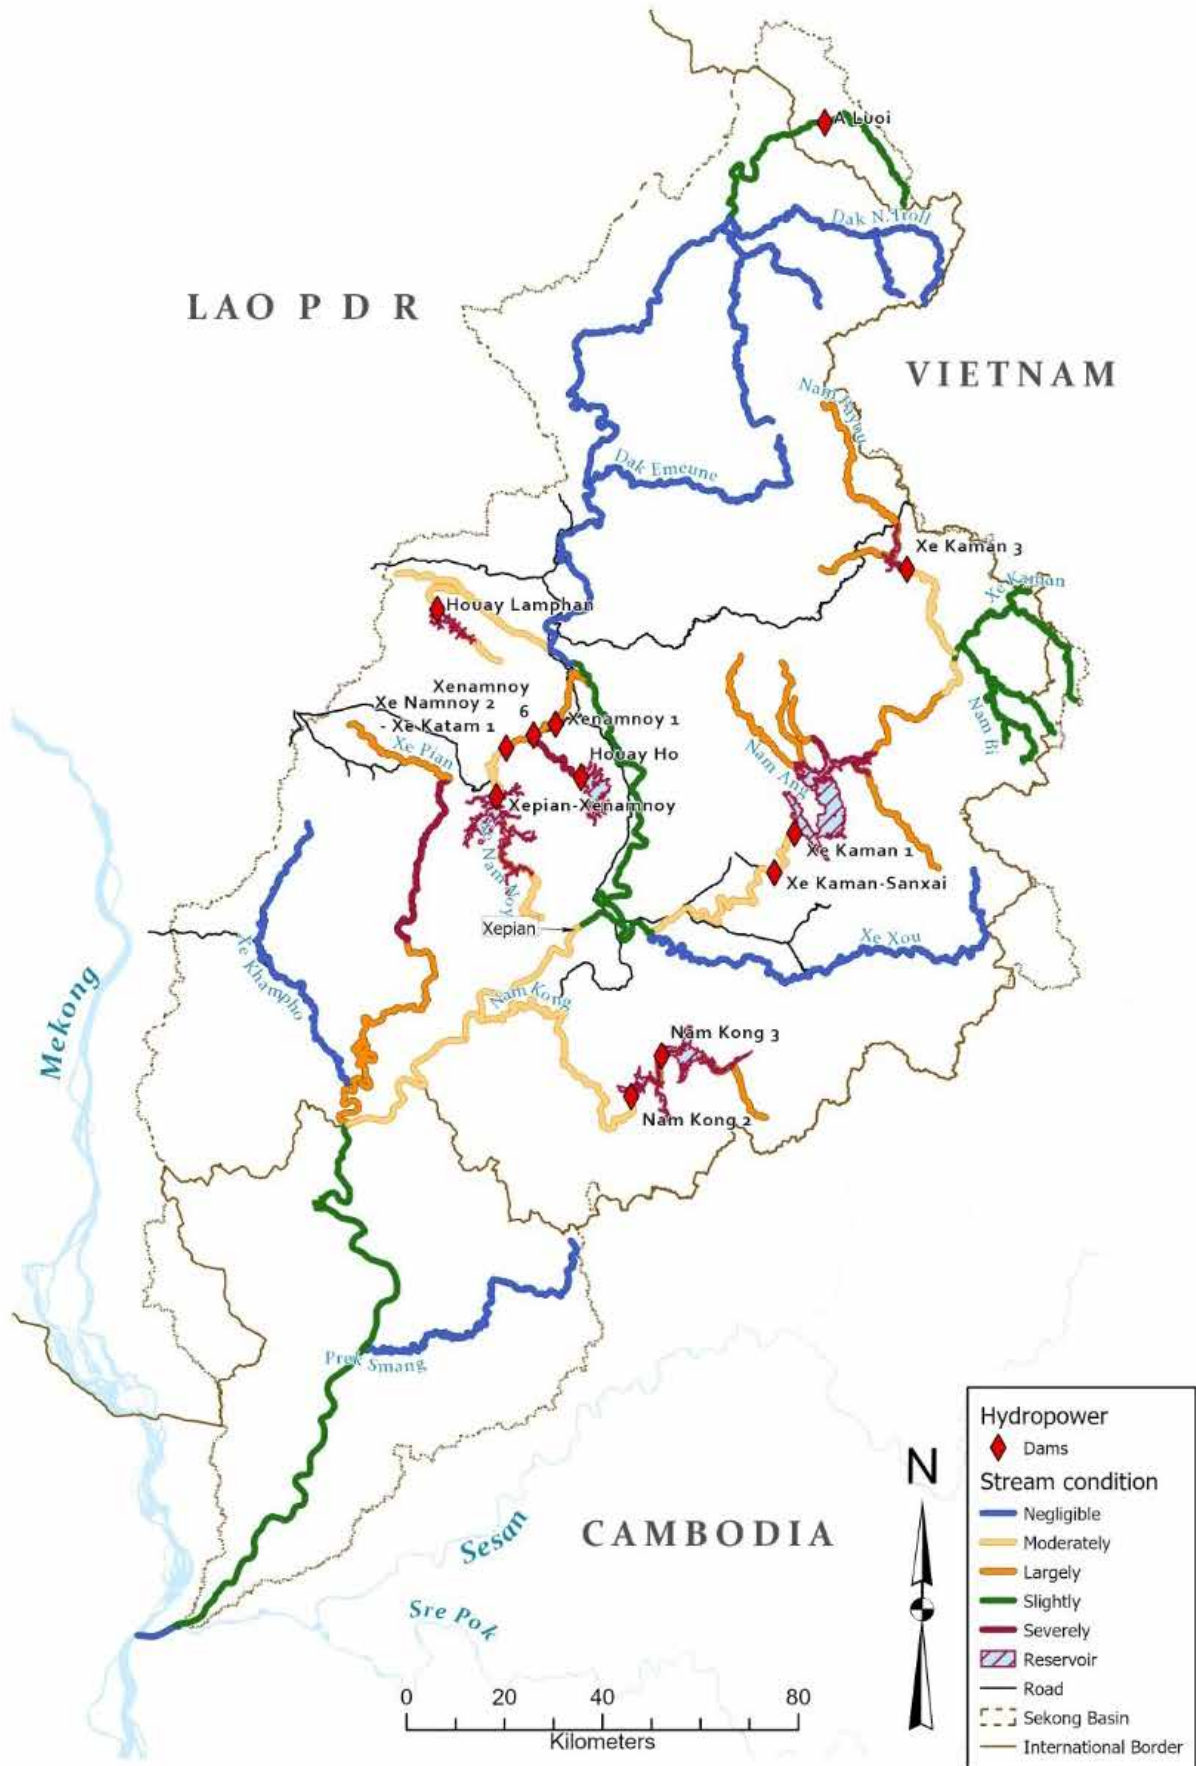 A Luoi
Dak N. Troll
LAO P D R
VIETNAM
Dak Emeune
Xe Kaman 3
Xe Kaman
Houay Lamphan
Xenamnoy
6
Xe Namnoy 2
- Xe Katam 1
Xenamnoy 1
Xe Pian
Houay Ho
Nam Ang
Nam Bi
Xepian-Xenamnoy
Xe Nam Noy
Xe Kaman 1
Xe Kaman-Sanxai
Xepian
Xe Xou
Xe Khampho
Mekong
Nam Kong
Nam Kong 3
Nam Kong 2
Prek Smang
Sesan
CAMBODIA
Sre Pok
N
0 20 40 80
Kilometers
Hydropower
Dams
Stream condition
Negligible
Moderately
Largely
Slightly
Severely
Reservoir
Road
Sekong Basin
International Border